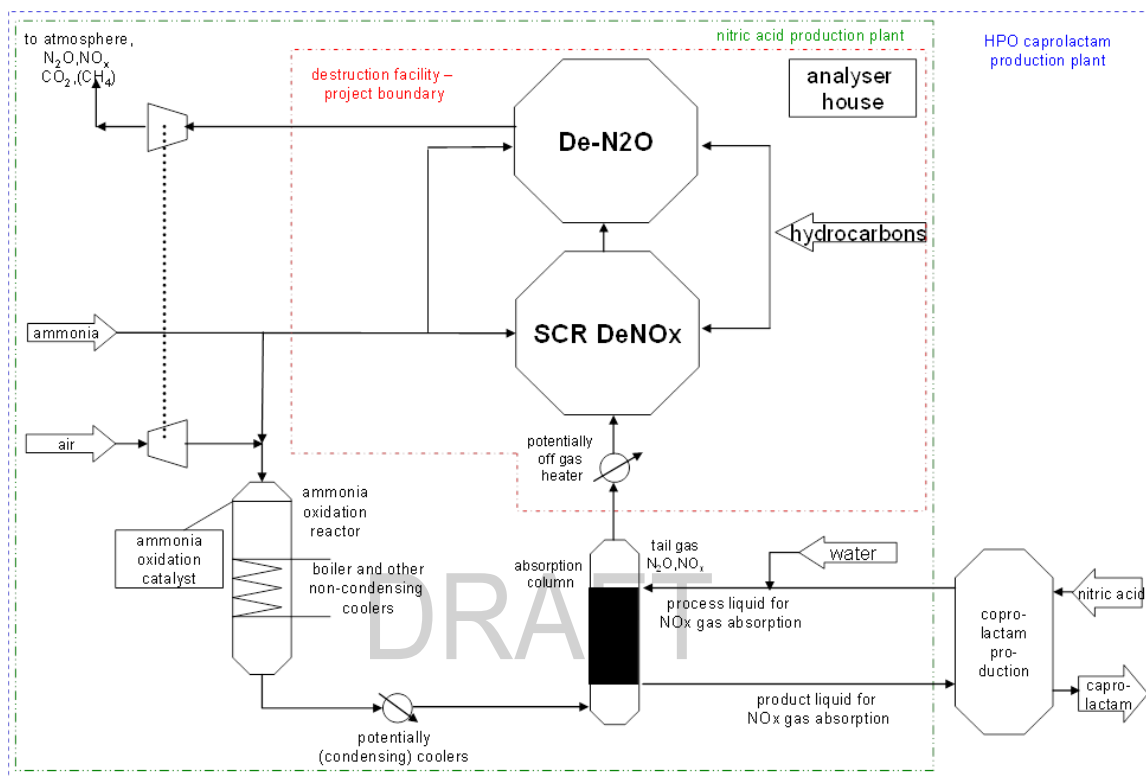 to atmosphere,
N₂O,NOₓ
CO₂,(CH₄)
nitric acid production plant
HPO caprolactam
production plant
destruction facility –
project boundary
analyser
house
De-N2O
hydrocarbons
ammonia
SCR DeNOx
air
potentially
off gas
heater
ammonia
oxidation
reactor
ammonia
oxidation
catalyst
boiler and other
non-condensing
coolers
absorption
column
tail gas
N₂O,NOₓ
water
process liquid for
NOx gas absorption
nitric acid
copro-
lactam
pro-
duction
capro-
lactam
product liquid for
NOx gas absorption
potentially
(condensing) coolers
DRAFT